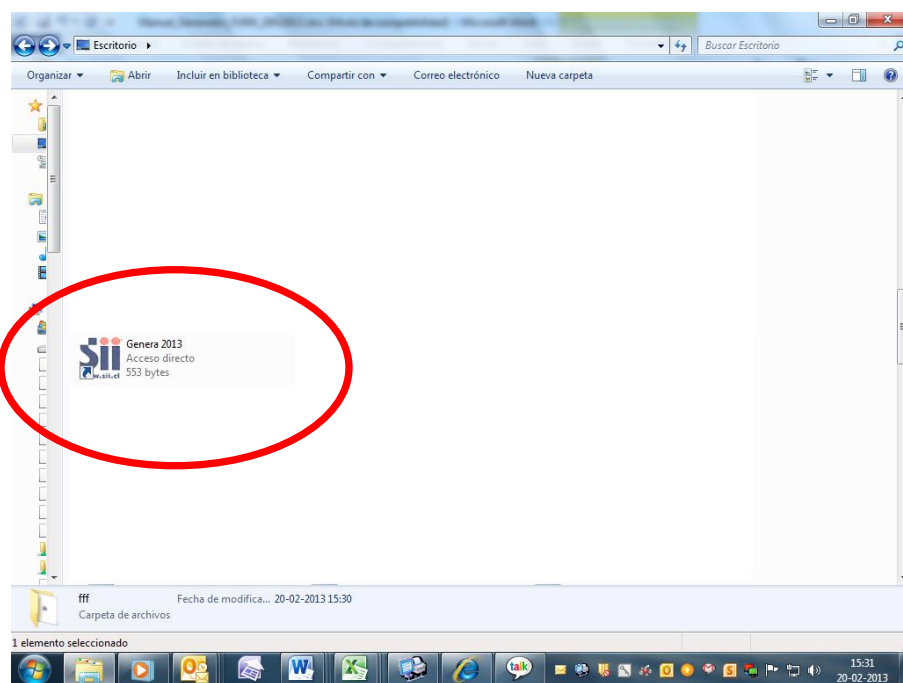 Escritorio
Buscar Escritorio
Organizar Abrir Incluir en biblioteca Compartir con Correo electrónico Nueva carpeta
Sii
w.sii.cl
Genera 2013
Acceso directo
553 bytes
fff Fecha de modifica... 20-02-2013 15:30
Carpeta de archivos
1 elemento seleccionado
talk
15:31
20-02-2013